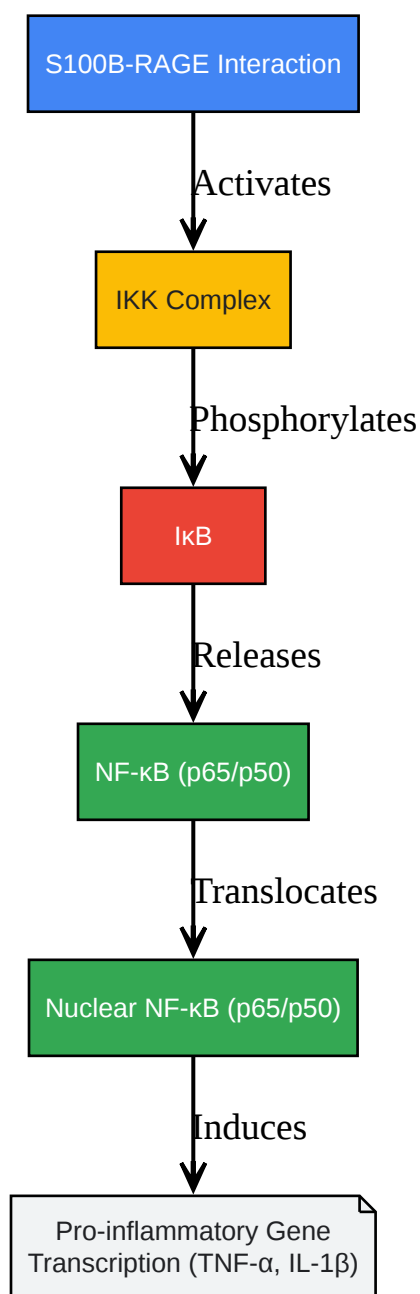 S100B-RAGE Interaction
Activates
IKK Complex
Phosphorylates
IκB
Releases
NF-κB (p65/p50)
Translocates
Nuclear NF-κB (p65/p50)
Induces
Pro-inflammatory Gene
Transcription (TNF-α, IL-1β)